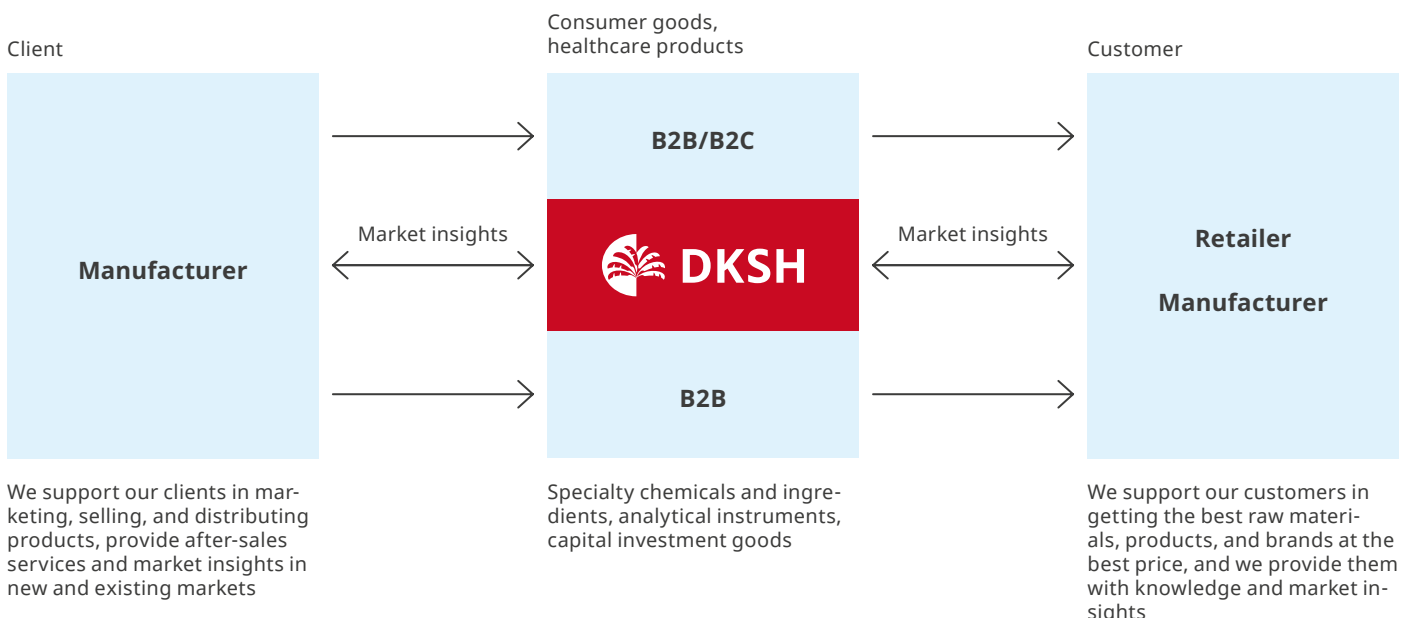 Client
Manufacturer
We support our clients in mar-
keting, selling, and distributing
products, provide after-sales
services and market insights in
new and existing markets
Market insights
Consumer goods,
healthcare products
B2B/B2C
DKSH
B2B
Specialty chemicals and ingre-
dients, analytical instruments,
capital investment goods
Market insights
Customer
Retailer
Manufacturer
We support our customers in
getting the best raw materi-
als, products, and brands at the
best price, and we provide them
with knowledge and market in-
sights